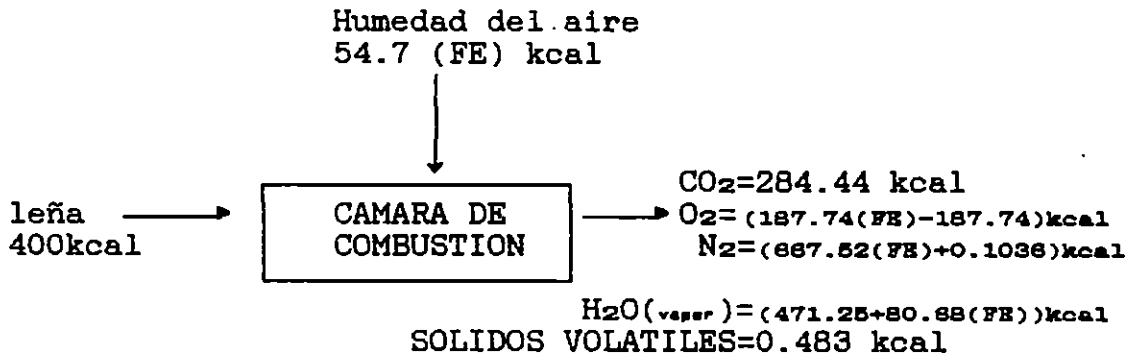 Humedad del aire
54.7 (FE) kcal
leña
400kcal
CAMARA DE
COMBUSTION
CO2=284.44 kcal
O2=(187.74(FE)-187.74)kcal
N2=(667.52(FE)+0.1036)kcal
H2O(vapor)=(471.25+80.68(FE))kcal
SOLIDOS VOLATILES=0.483 kcal